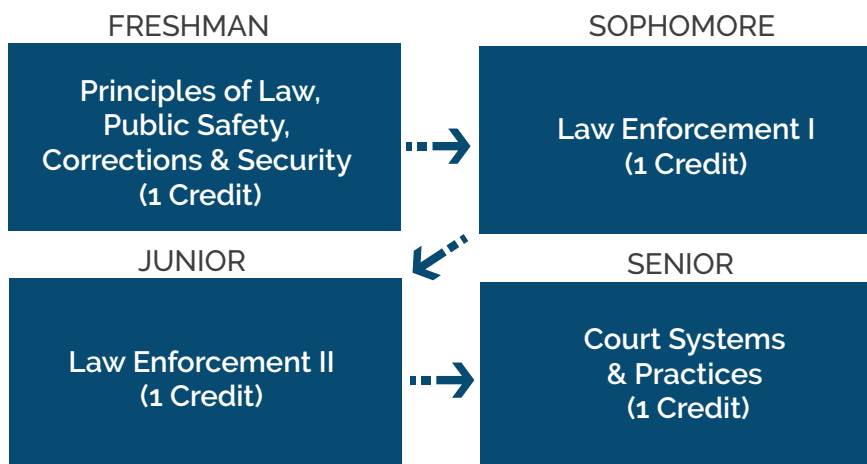 FRESHMAN
Principles of Law,
Public Safety,
Corrections & Security
(1 Credit)
SOPHOMORE
Law Enforcement I
(1 Credit)
JUNIOR
Law Enforcement II
(1 Credit)
SENIOR
Court Systems
& Practices
(1 Credit)